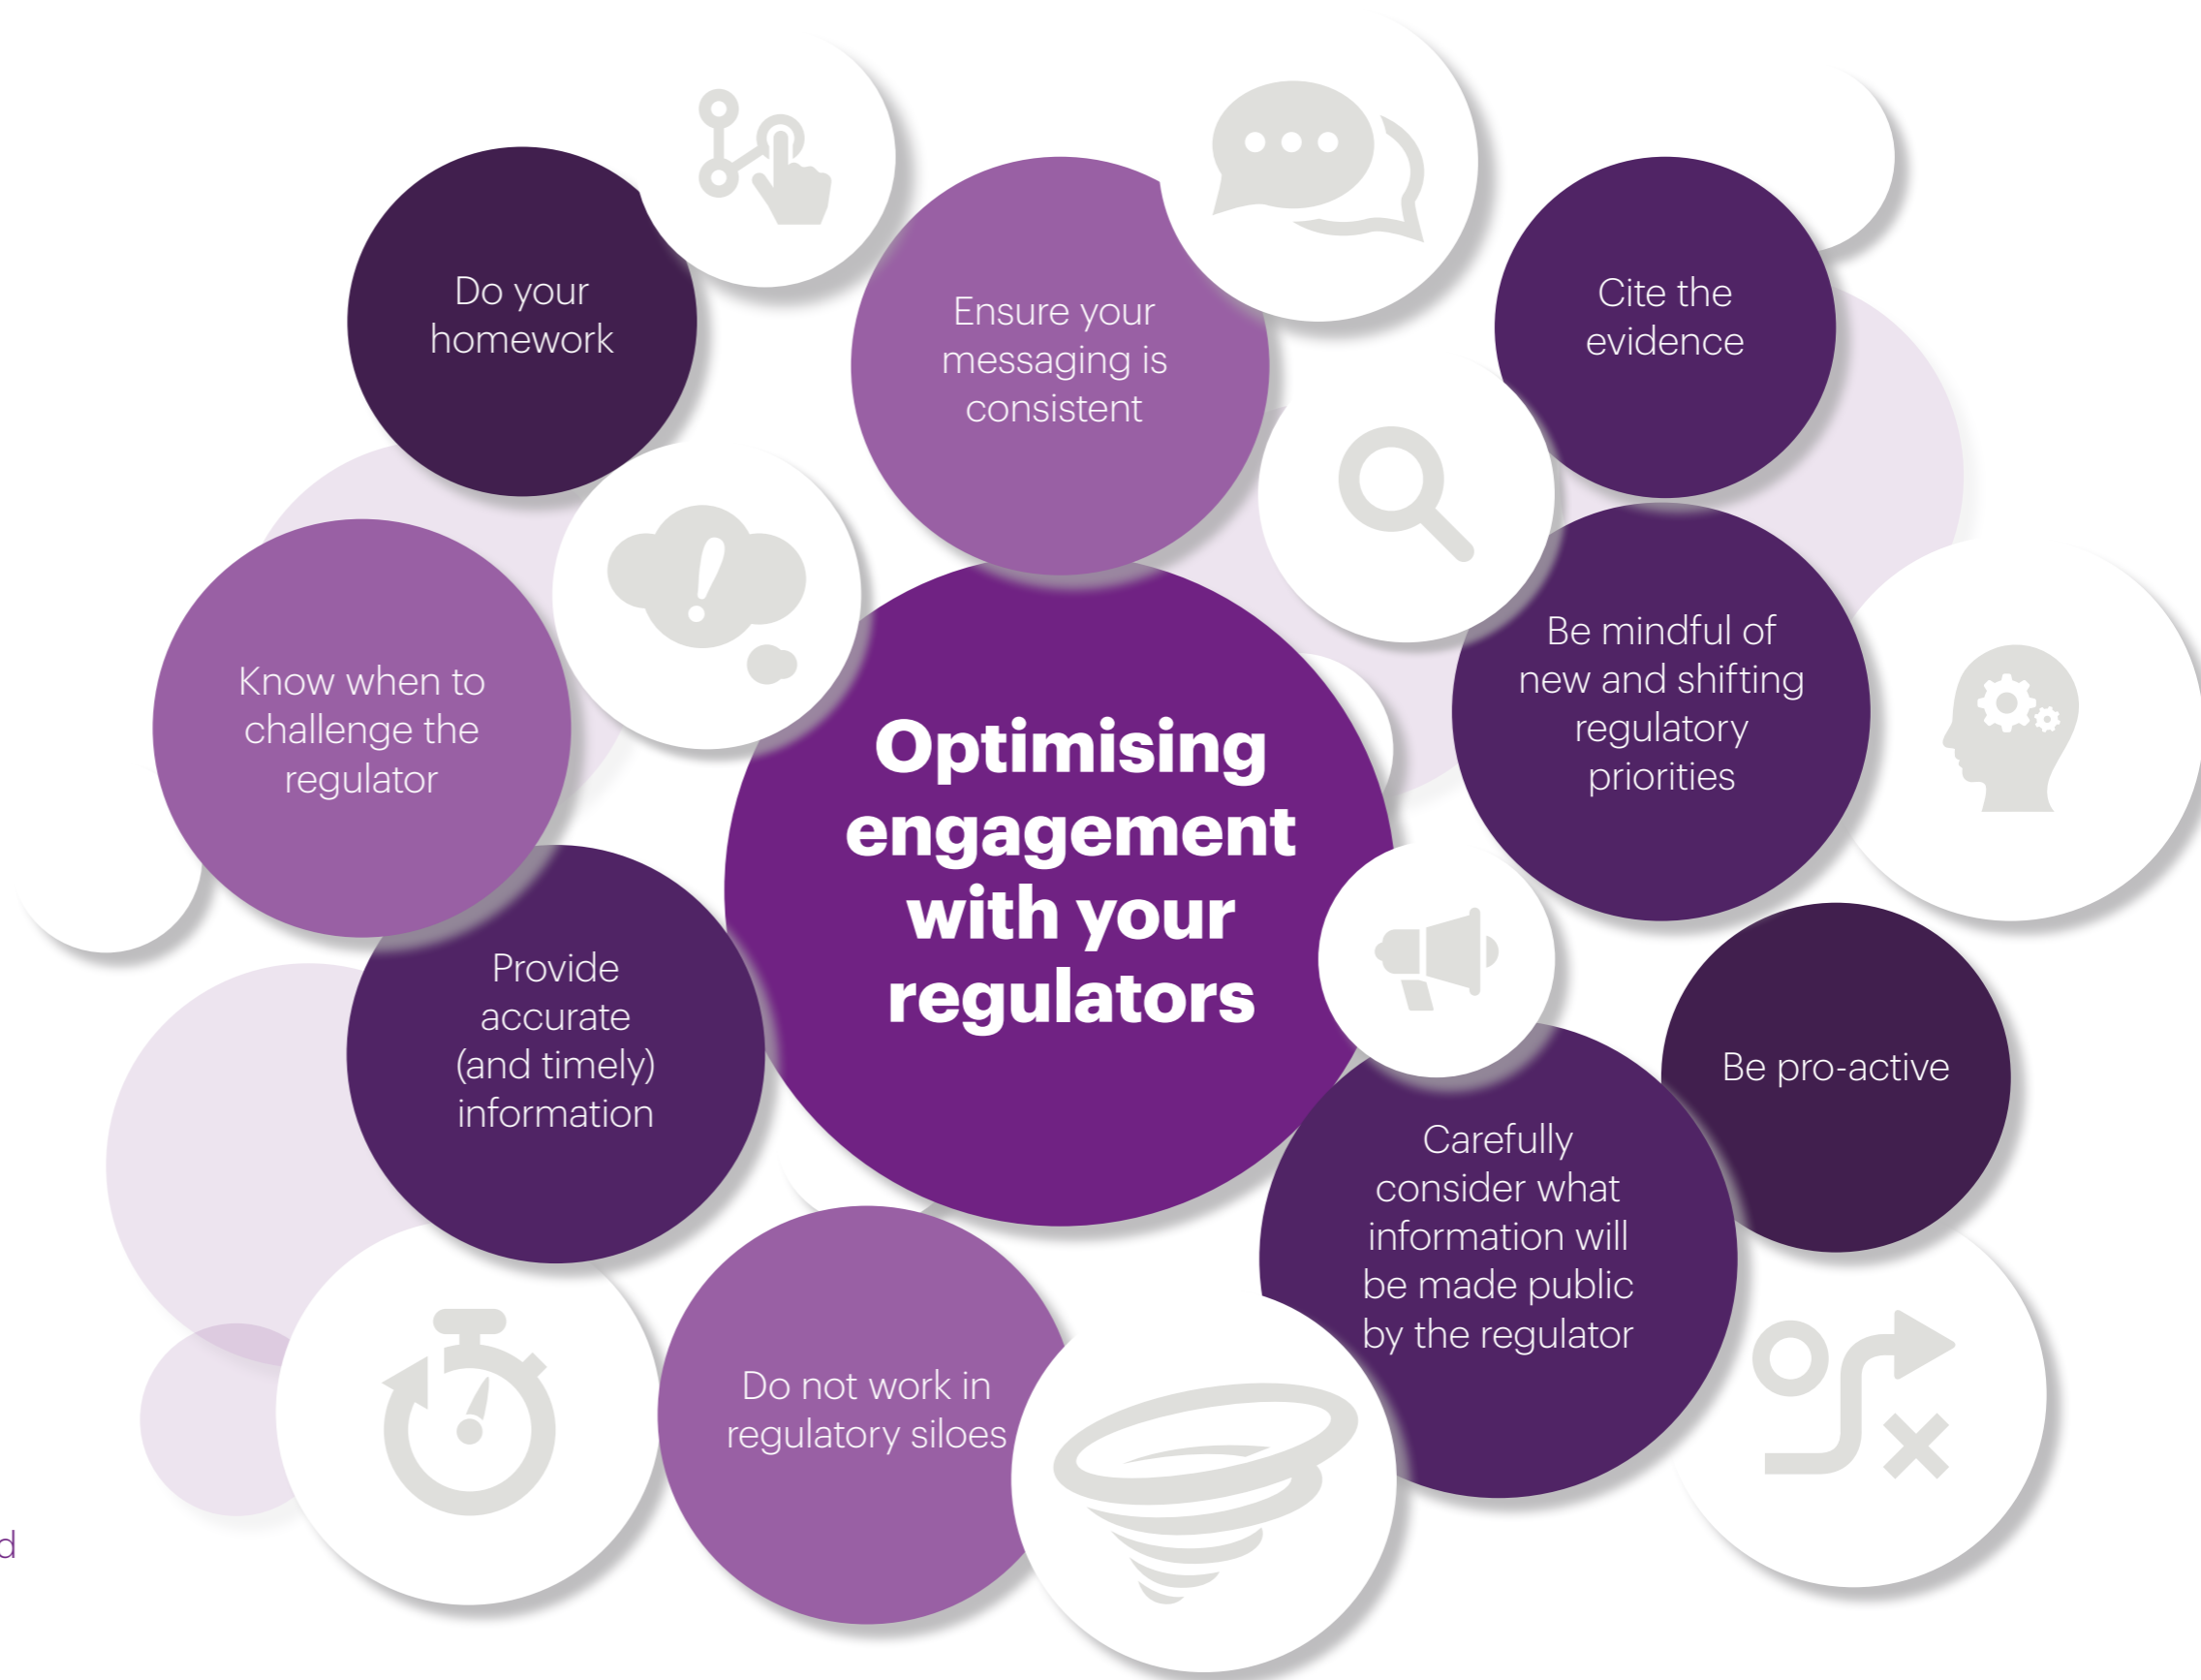 Do your
homework
Ensure your
messaging is
consistent
Cite the
evidence
Know when to
challenge the
regulator
Optimising
engagement
with your
regulators
Be mindful of
new and shifting
regulatory
priorities
Provide
accurate
(and timely)
information
Be pro-active
Carefully
consider what
information will
be made public
by the regulator
Do not work in
regulatory siloes
d